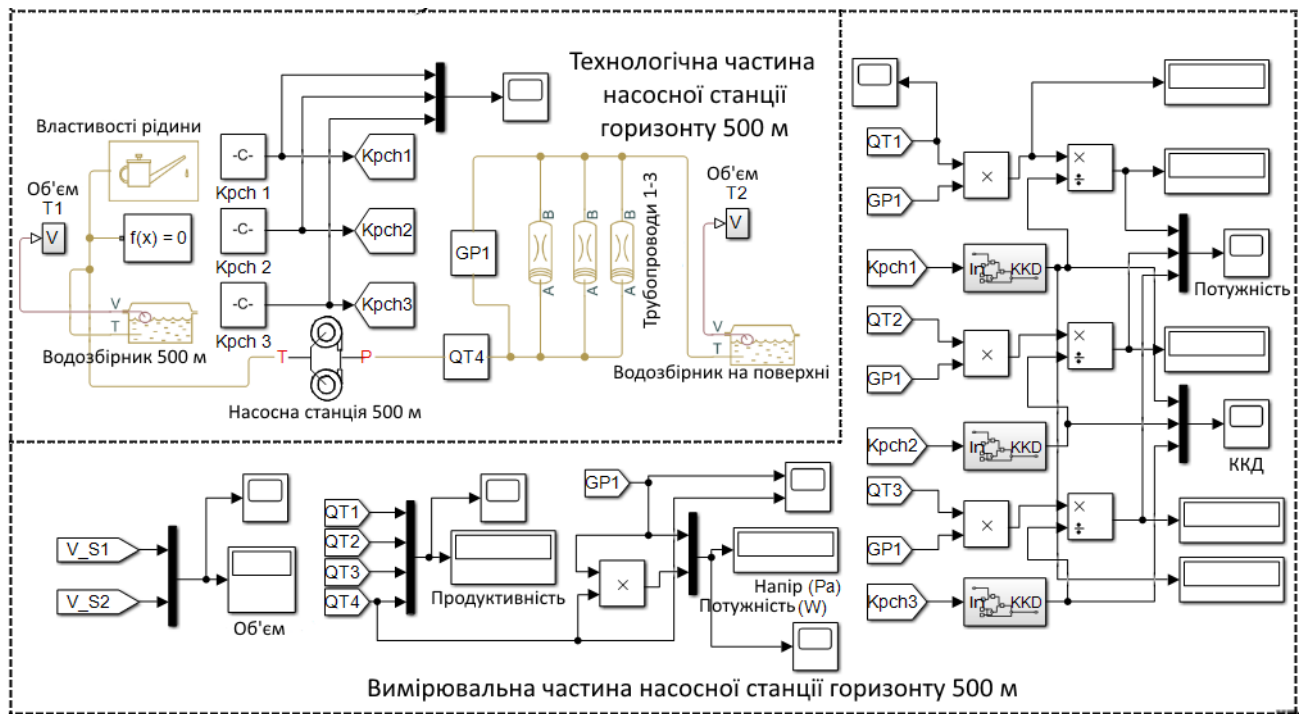 Технологічна частина
насосної станції
горизонту 500 м
Властивості рідини
Об'єм
T1
V
f(x) = 0
V
T
Водозбірник 500 м
-C-
Kpch 1
-C-
Kpch 2
-C-
Kpch 3
Kpch1
Kpch2
Kpch3
T
P
Насосна станція 500 м
GP1
QT4
B
A
B
A
B
A
Трубопроводи 1-3
Об'єм
T2
V
V
T
Водозбірник на поверхні
QT1
GP1
×
×
÷
Kpch1
In
KKD
Потужність
QT2
GP1
×
×
÷
Kpch2
In
KKD
ККД
QT3
GP1
×
×
÷
Kpch3
In
KKD
V_S1
V_S2
Об'єм
QT1
QT2
QT3
QT4
Продуктивність
GP1
×
Напір (Pa)
Потужність (W)
Вимірювальна частина насосної станції горизонту 500 м